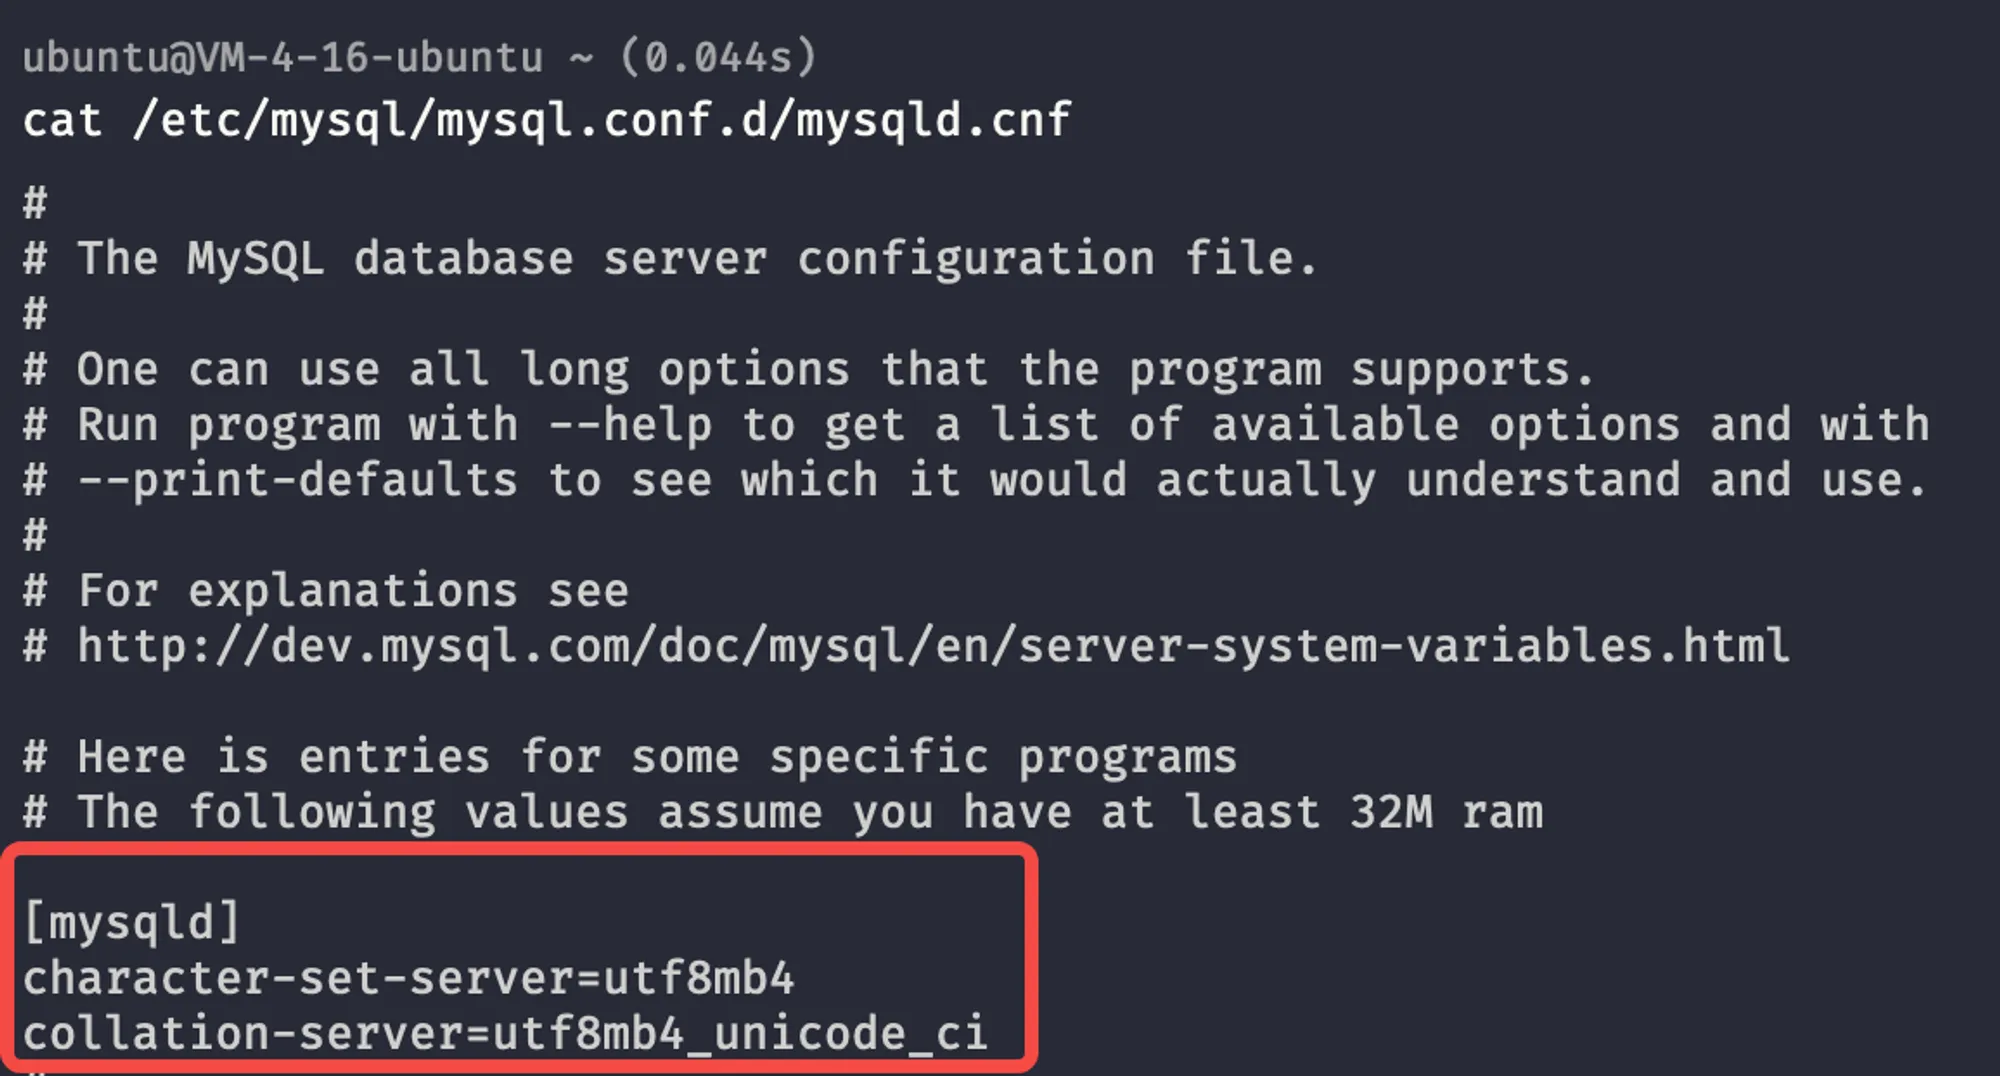 ubuntu@VM-4-16-ubuntu ~ (0.044s)
cat /etc/mysql/mysql.conf.d/mysqld.cnf
#
# The MySQL database server configuration file.
#
# One can use all long options that the program supports.
# Run program with --help to get a list of available options and with
# --print-defaults to see which it would actually understand and use.
#
# For explanations see
# http://dev.mysql.com/doc/mysql/en/server-system-variables.html
# Here is entries for some specific programs
# The following values assume you have at least 32M ram
[mysqld]
character-set-server=utf8mb4
collation-server=utf8mb4_unicode_ci